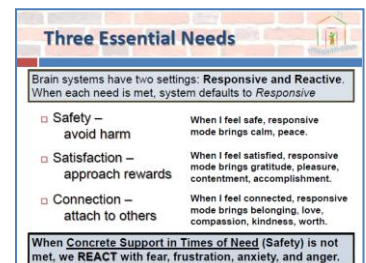 Three Essential Needs
Brain systems have two settings: Responsive and Reactive.
When each need is met, system defaults to Responsive
Safety –
avoid harm
When I feel safe, responsive
mode brings calm, peace.
Satisfaction –
approach rewards
When I feel satisfied, responsive
mode brings gratitude, pleasure,
contentment, accomplishment.
Connection –
attach to others
When I feel connected, responsive
mode brings belonging, love,
compassion, kindness, worth.
When Concrete Support in Times of Need (Safety) is not
met, we REACT with fear, frustration, anxiety, and anger.